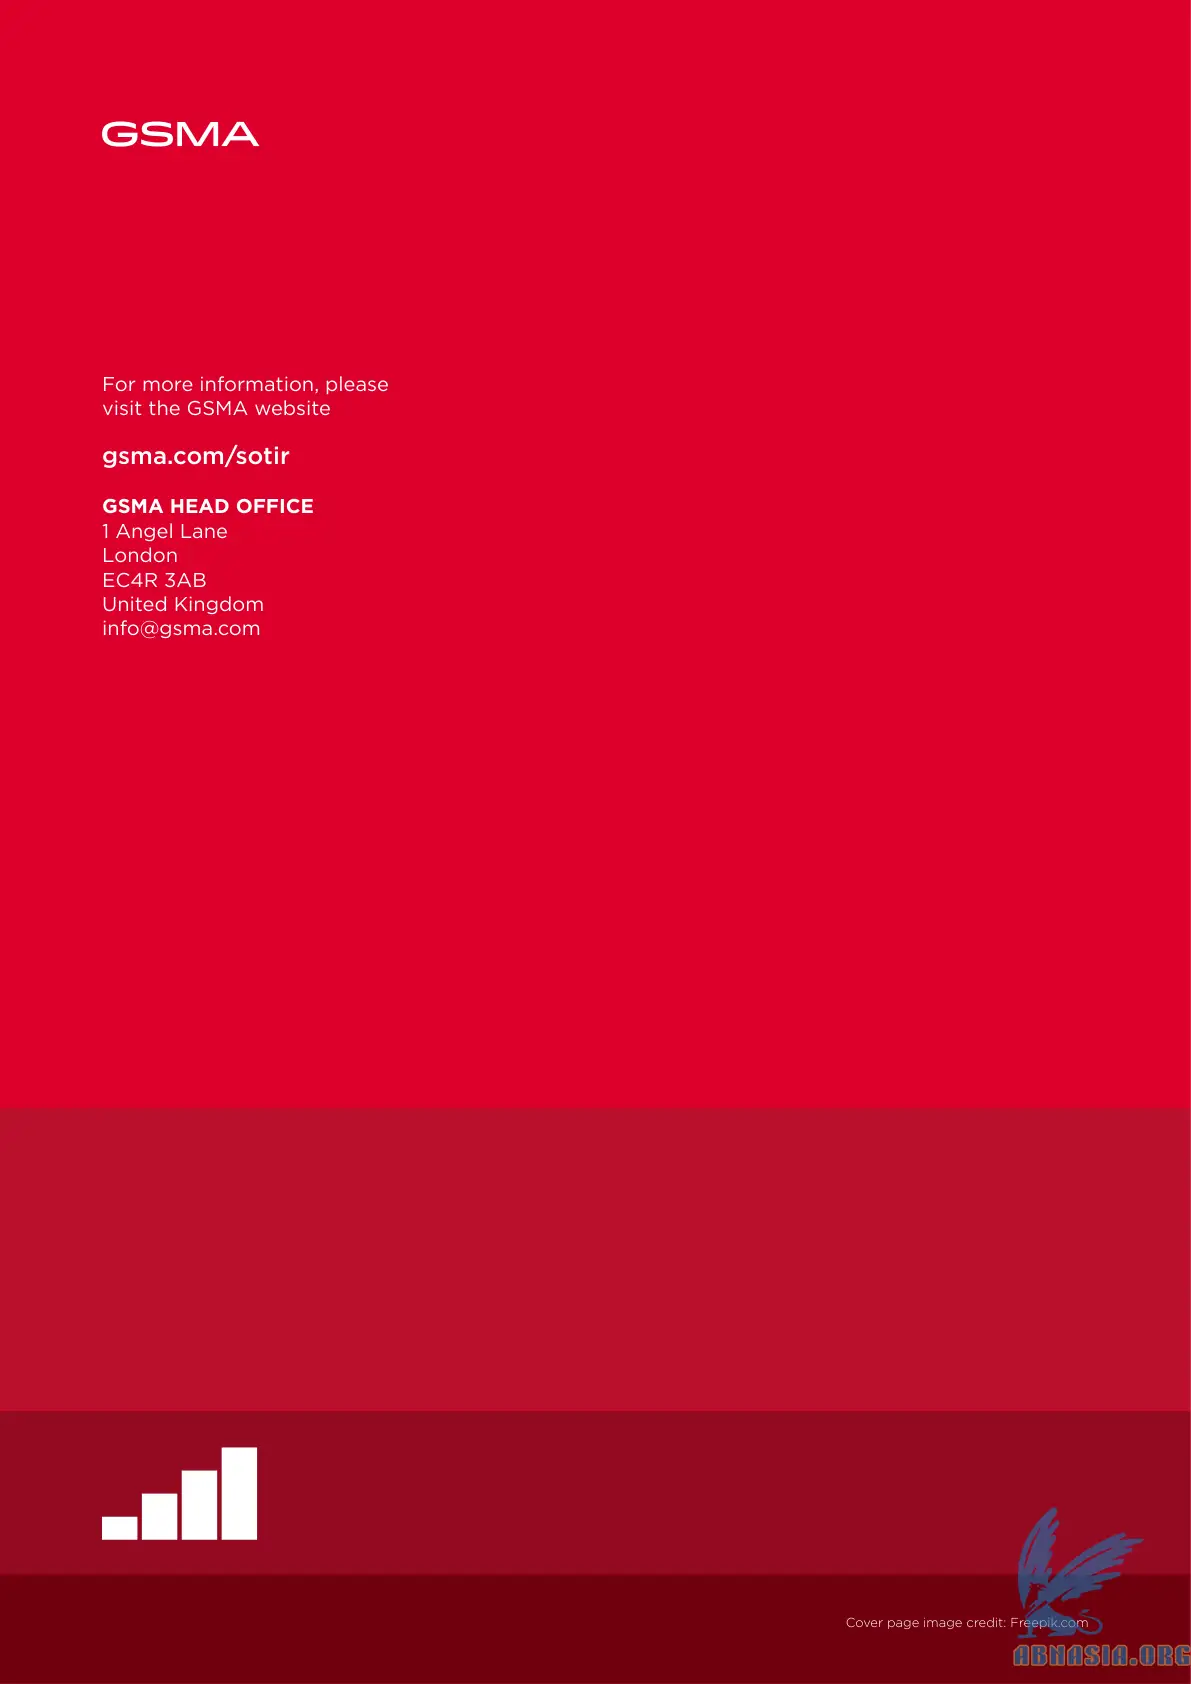 GSMA
For more information, please
visit the GSMA website
gsma.com/sotir
GSMA HEAD OFFICE
1 Angel Lane
London
EC4R 3AB
United Kingdom
info@gsma.com
Cover page image credit: Freepik.com
ABNASIA.ORG